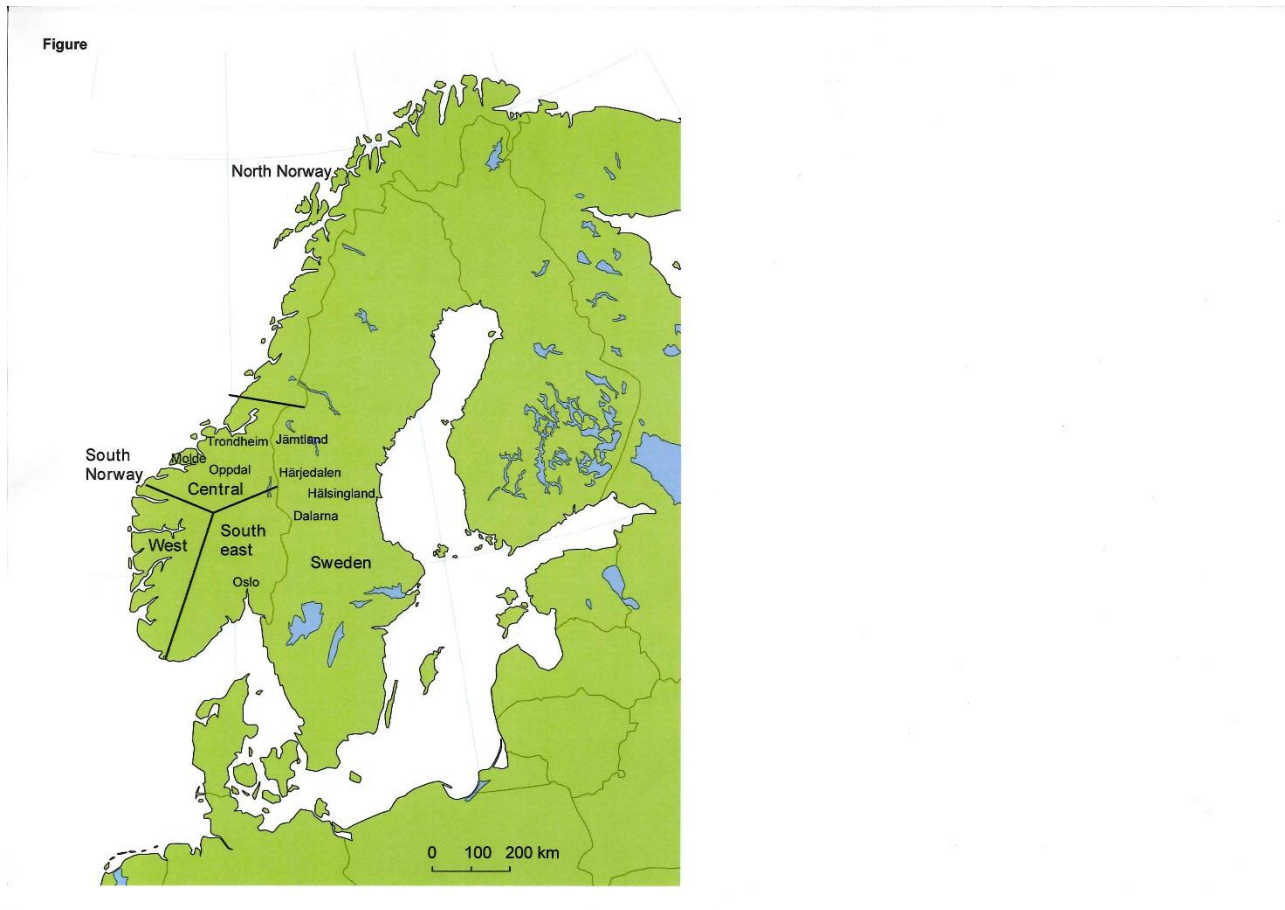 Figure
North Norway
Trondheim
Jämtland
South
Norway
Molde
Oppdal
Härjedalen
Central
Hälsingland
Dalarna
South
east
West
Sweden
Oslo
0 100 200 km